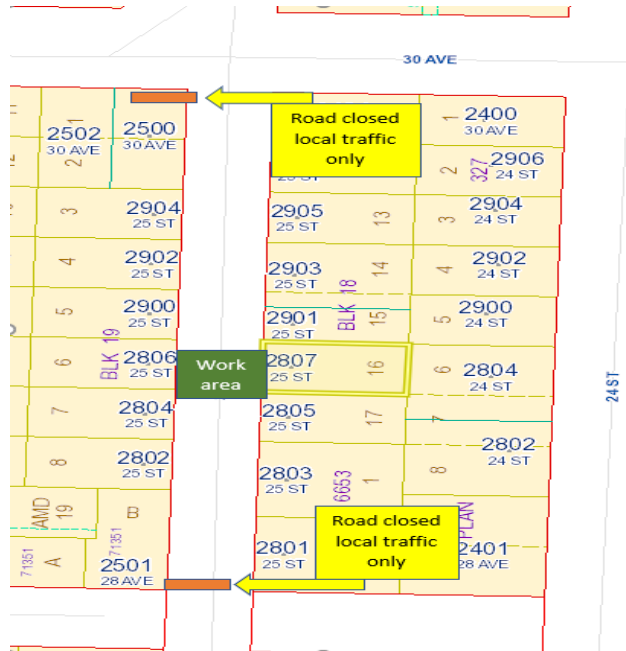 30 AVE
Road closed
local traffic
only
1
2502
30 AVE
2
2500
30 AVE
1
2400
30 AVE
2
327
2906
24 ST
3
2904
25 ST
2905
25 ST
13
3
2904
24 ST
4
2902
25 ST
2903
25 ST
14
BLK 18
4
2902
24 ST
5
2900
25 ST
2901
25 ST
15
5
2900
24 ST
BLK 19
6
2806
25 ST
Work
area
2807
25 ST
16
6
2804
24 ST
24 ST
7
2804
25 ST
2805
25 ST
17
7
2802
24 ST
8
2802
25 ST
2803
25 ST
6653
1
8
AMD
19
B
71351
Road closed
local traffic
only
PLAN
71351
A
2501
28 AVE
2801
25 ST
2401
28 AVE